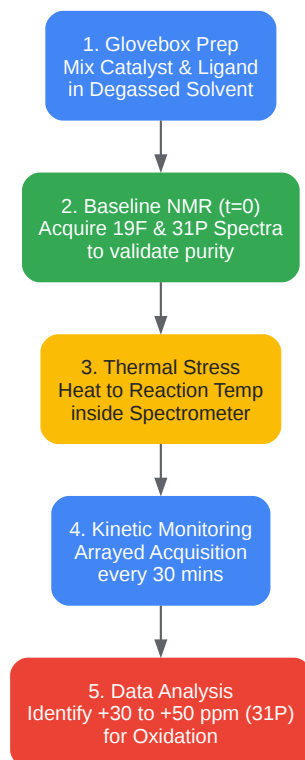 1. Glovebox Prep
Mix Catalyst & Ligand
in Degassed Solvent
2. Baseline NMR (t=0)
Acquire 19F & 31P Spectra
to validate purity
3. Thermal Stress
Heat to Reaction Temp
inside Spectrometer
4. Kinetic Monitoring
Arrayed Acquisition
every 30 mins
5. Data Analysis
Identify +30 to +50 ppm (31P)
for Oxidation